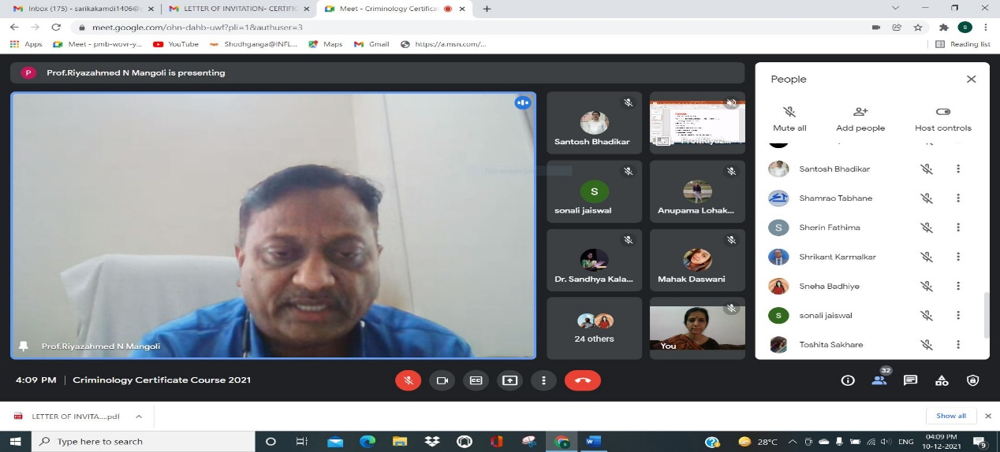 Inbox (175) - sarikakamdi1406@
LETTER OF INVITATION- CERTIFIC
Meet - Criminology Certifica
meet.google.com/ohn-dahb-uwf?pli=1&authuser=3
Apps
Meet - pmb-wovr-y...
YouTube
Shodhganga@INFL...
Maps
Gmail
https://a.msn.com/...
Reading list
P
Prof.Riyazahmed N Mangoli is presenting
People
Mute all
Add people
Host controls
Santosh Bhadikar
Prof.Riyaz...
sonali jaiswal
S
Anupama Lohak...
Dr. Sandhya Kala...
Mahak Daswani
24 others
You
Prof.Riyazahmed N Mangoli
Santosh Bhadikar
Shamrao Tabhane
S
Sherin Fathima
Shrikant Karmalkar
Sneha Badhiye
S
sonali jaiswal
Toshita Sakhare
4:09 PM | Criminology Certificate Course 2021
CC
32
LETTER OF INVITA....pdf
Show all
Type here to search
28°C
ENG
04:09 PM
10-12-2021
9